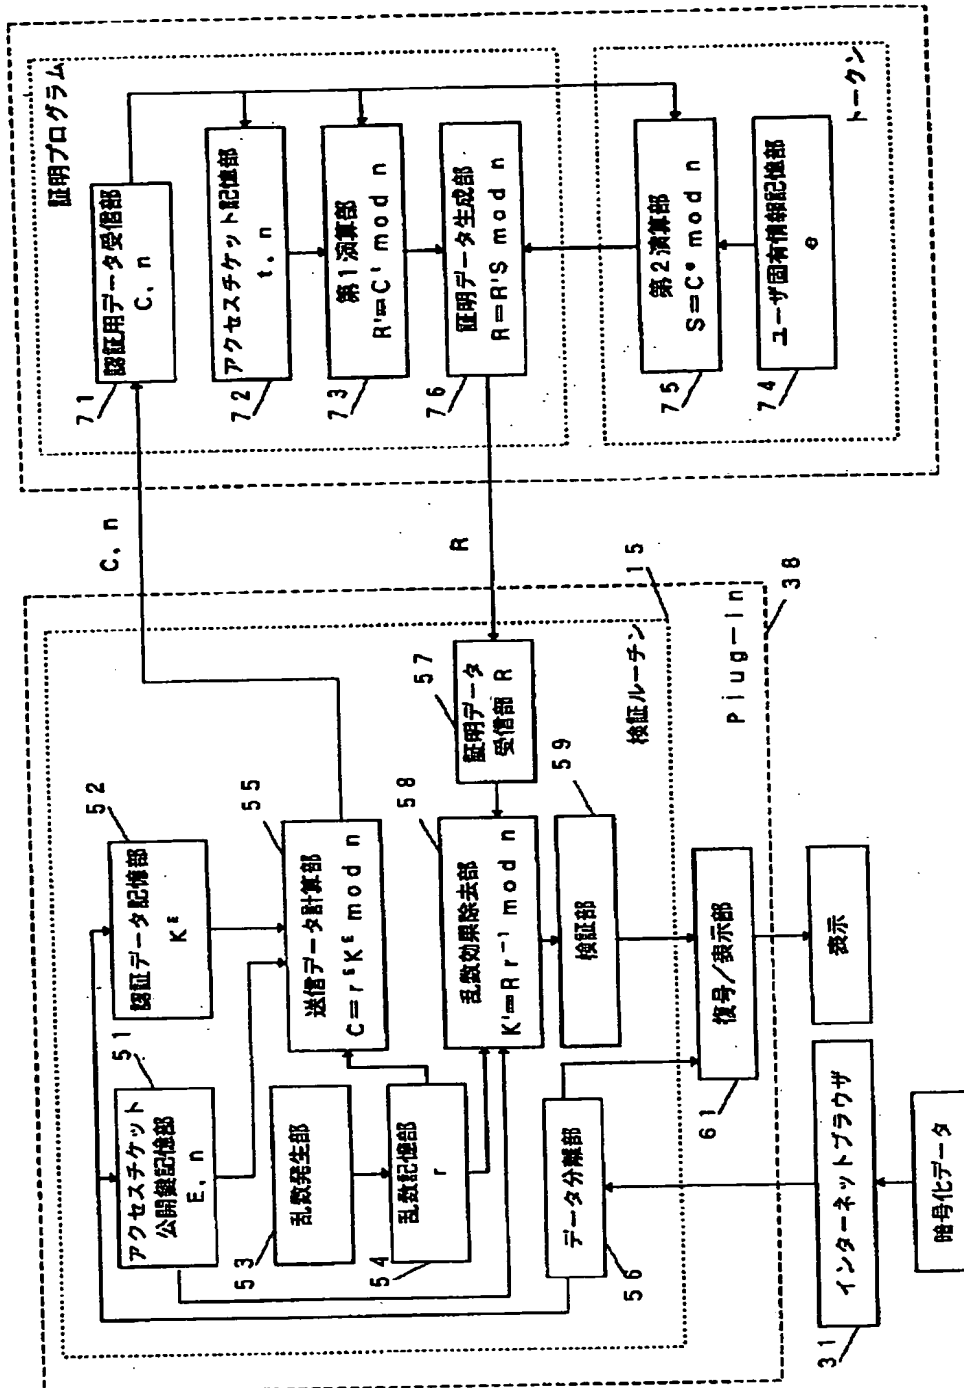 証明プログラム
認証用データ受信部
C, n
71
アクセスチケット記憶部
t, n
72
第1演算部
R'=C^t mod n
73
証明データ生成部
R=R'S mod n
76
第2演算部
S=C^e mod n
75
ユーザ固有情報記憶部
e
74
トークン
C, n
R
認証データ記憶部
K^E
52
アクセスチケット
公開鍵記憶部
E, n
51
送信データ計算部
C=r^E K^E mod n
55
乱数発生部
53
乱数記憶部
r
54
証明データ
受信部 R
57
乱数効果除去部
K'=Rr^-1 mod n
58
検証部
59
データ分離部
56
検証ルーチン
15
Plug-in
38
復号/表示部
61
表示
インターネットブラウザ
31
暗号化データ